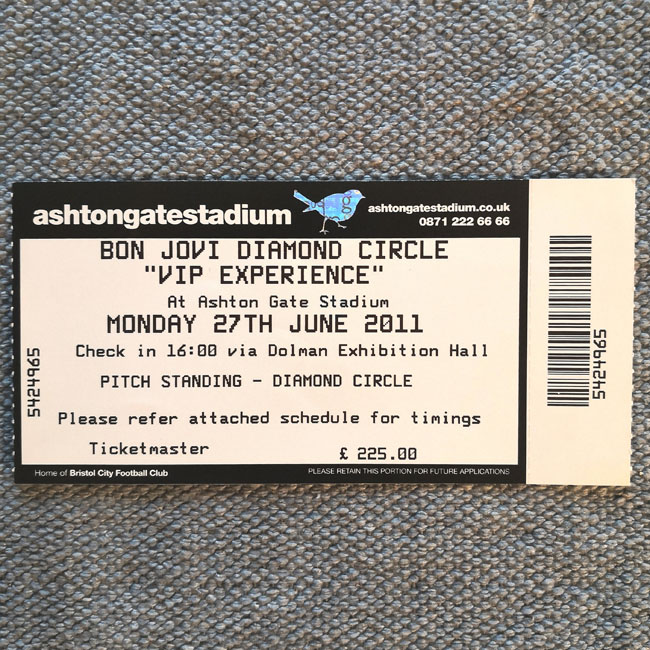 ashtongatestadium
ashtongatestadium.co.uk
0871 222 66 66
BON JOVI DIAMOND CIRCLE
"VIP EXPERIENCE"
At Ashton Gate Stadium
MONDAY 27TH JUNE 2011
Check in 16:00 via Dolman Exhibition Hall
PITCH STANDING - DIAMOND CIRCLE
Please refer attached schedule for timings
Ticketmaster
£ 225.00
5424965
5424965
Home of Bristol City Football Club
PLEASE RETAIN THIS PORTION FOR FUTURE APPLICATIONS